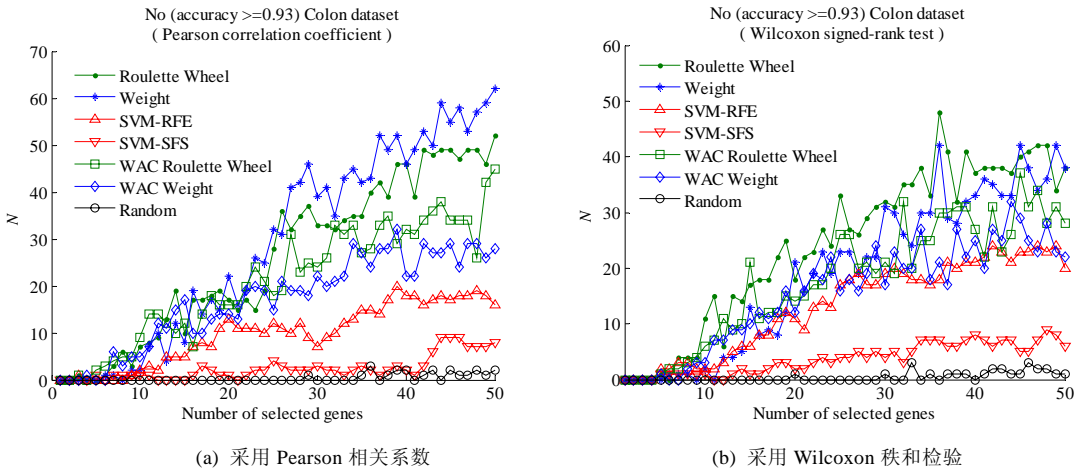 No (accuracy >=0.93) Colon dataset
( Pearson correlation coefficient )
70
60
50
40
30
20
10
0
N
Roulette Wheel
Weight
SVM-RFE
SVM-SFS
WAC Roulette Wheel
WAC Weight
Random
10
20
30
40
50
Number of selected genes
(a) 采用 Pearson 相关系数
No (accuracy >=0.93) Colon dataset
( Wilcoxon signed-rank test )
60
50
40
30
20
10
0
N
Roulette Wheel
Weight
SVM-RFE
SVM-SFS
WAC Roulette Wheel
WAC Weight
Random
10
20
30
40
50
Number of selected genes
(b) 采用 Wilcoxon 秩和检验